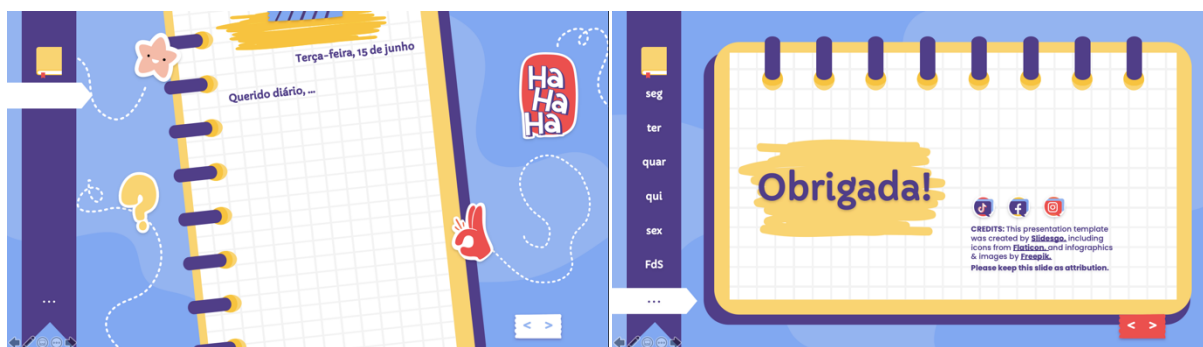 Terça-feira, 15 de junho
Querido diário, ...
Ha
Ha
Ha
...
< >
seg
ter
quar
qui
sex
FdS
...
Obrigada!
CREDITS: This presentation template
was created by Slidesgo, including
icons from Flaticon, and infographics
& images by Freepik.
Please keep this slide as attribution.
< >